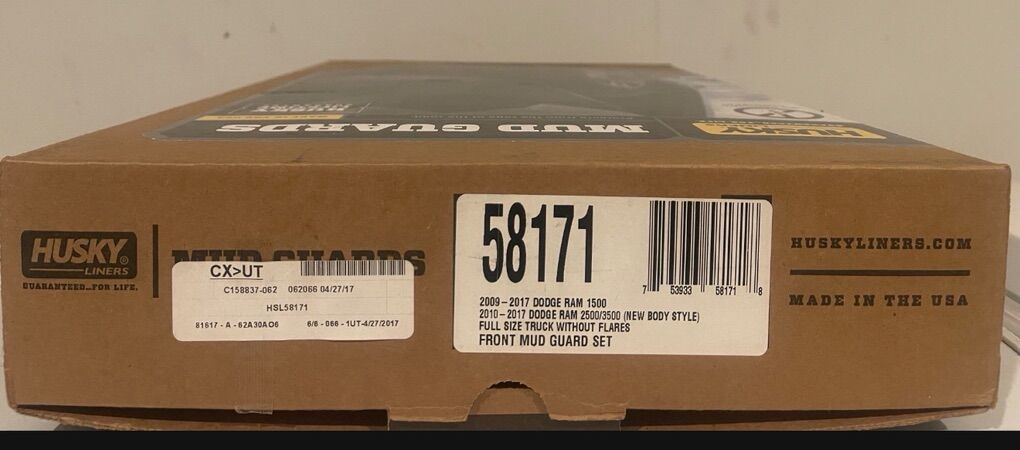 MUD GUARDS
HUSKY
HUSKY®
LINERS
GUARANTEED...FOR LIFE.
MUD GUARDS
CX>UT
C158837-062 062066 04/27/17
HSL58171
81617 - A - 62A30AO6 6/6 - 066 - 1UT-4/27/2017
58171
7 53933 58171 8
2009-2017 DODGE RAM 1500
2010-2017 DODGE RAM 2500/3500 (NEW BODY STYLE)
FULL SIZE TRUCK WITHOUT FLARES
FRONT MUD GUARD SET
HUSKYLINERS.COM
MADE IN THE USA